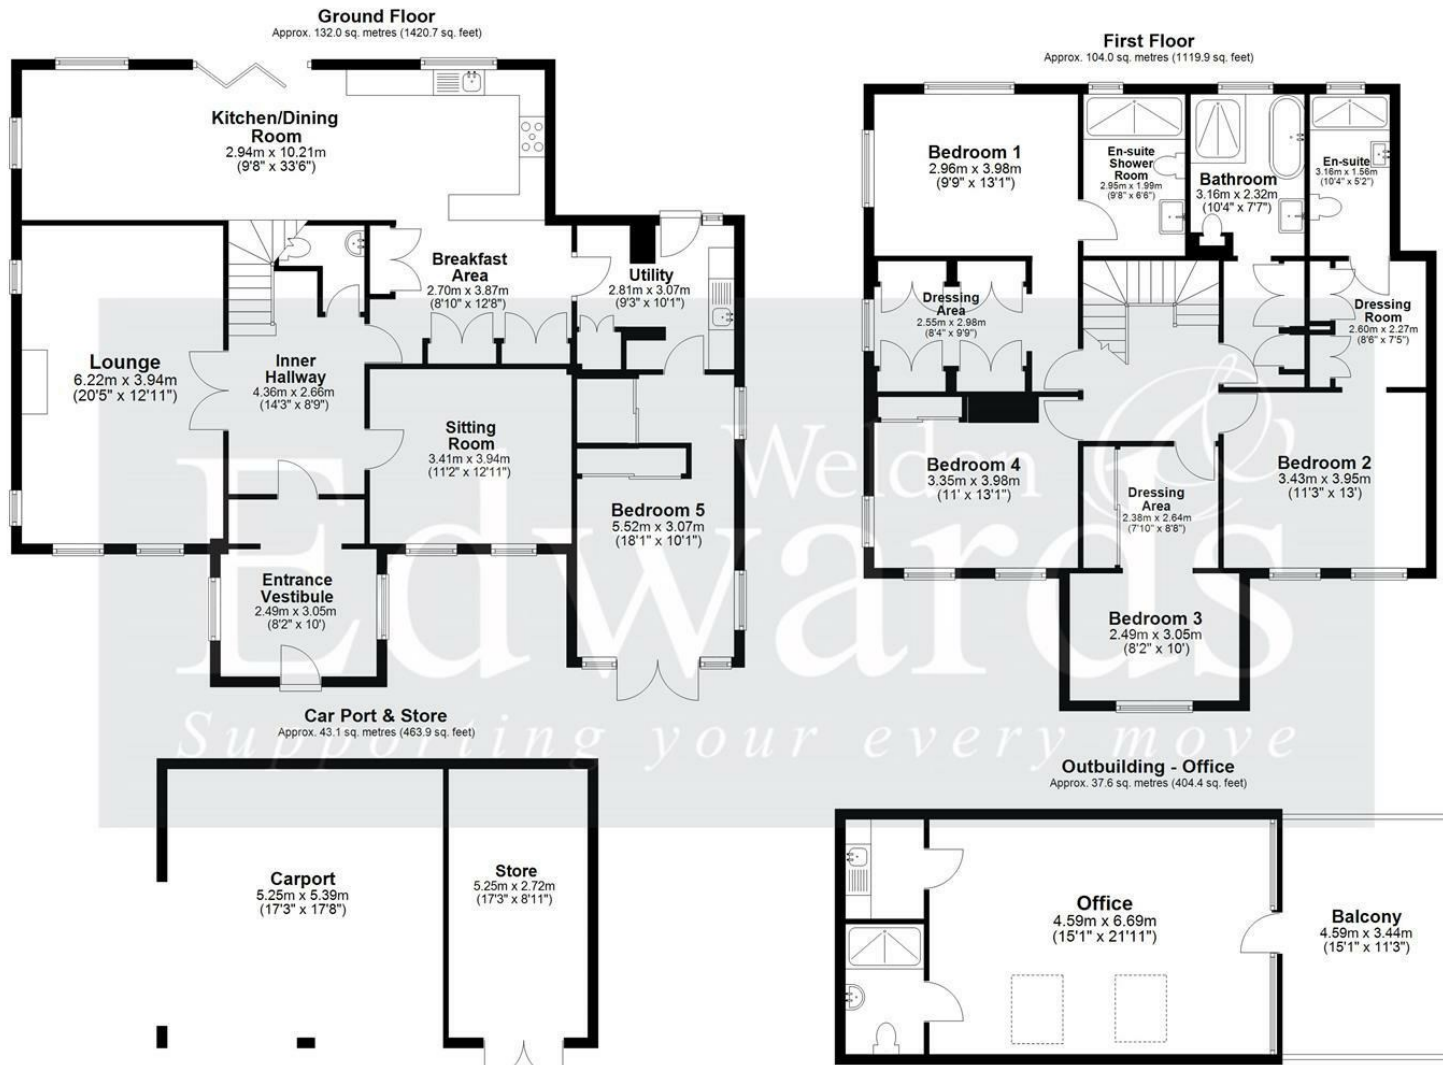 Ground Floor
Approx. 132.0 sq. metres (1420.7 sq. feet)
Kitchen/Dining
Room
2.94m x 10.21m
(9'8" x 33'6")
Breakfast
Area
2.70m x 3.87m
(8'10" x 12'8")
Utility
2.81m x 3.07m
(9'3" x 10'1")
Lounge
6.22m x 3.94m
(20'5" x 12'11")
Inner
Hallway
4.36m x 2.66m
(14'3" x 8'9")
Sitting
Room
3.41m x 3.94m
(11'2" x 12'11")
Bedroom 5
5.52m x 3.07m
(18'1" x 10'1")
Entrance
Vestibule
2.49m x 3.05m
(8'2" x 10')
First Floor
Approx. 104.0 sq. metres (1119.9 sq. feet)
Bedroom 1
2.96m x 3.98m
(9'9" x 13'1")
En-suite
Shower
Room
2.95m x 1.99m
(9'8" x 6'6")
Bathroom
3.16m x 2.32m
(10'4" x 7'7")
En-suite
3.16m x 1.56m
(10'4" x 5'2")
Dressing
Area
2.55m x 2.98m
(8'4" x 9'9")
Dressing
Room
2.60m x 2.27m
(8'6" x 7'5")
Bedroom 4
3.35m x 3.98m
(11' x 13'1")
Dressing
Area
2.38m x 2.64m
(7'10" x 8'8")
Bedroom 2
3.43m x 3.95m
(11'3" x 13')
Bedroom 3
2.49m x 3.05m
(8'2" x 10')
Weldon &
Edwards
Supporting your every move
Car Port & Store
Approx. 43.1 sq. metres (463.9 sq. feet)
Carport
5.25m x 5.39m
(17'3" x 17'8")
Store
5.25m x 2.72m
(17'3" x 8'11")
Outbuilding - Office
Approx. 37.6 sq. metres (404.4 sq. feet)
Office
4.59m x 6.69m
(15'1" x 21'11")
Balcony
4.59m x 3.44m
(15'1" x 11'3")